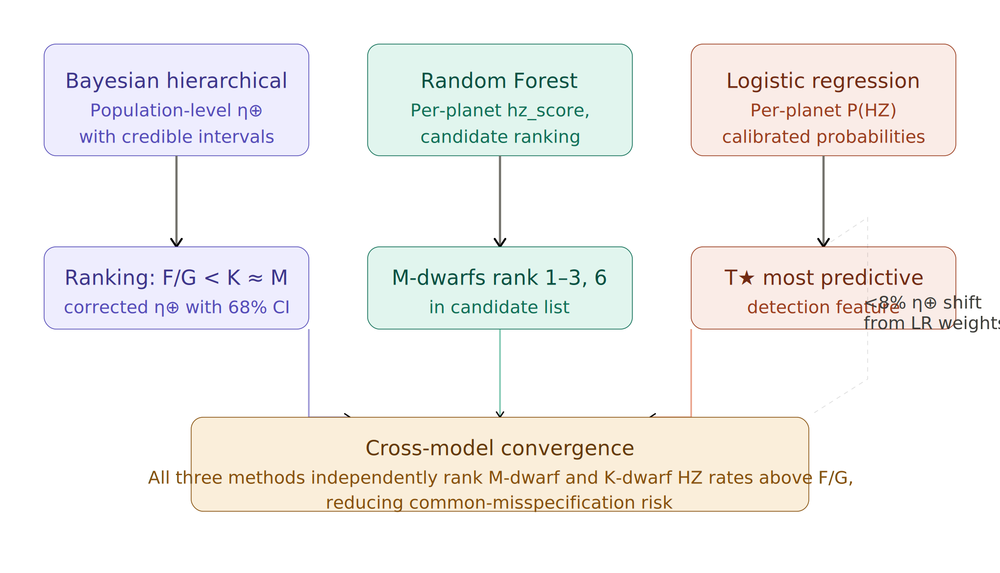 Bayesian hierarchical
Population-level η⊕
with credible intervals
Random Forest
Per-planet hz_score,
candidate ranking
Logistic regression
Per-planet P(HZ)
calibrated probabilities
Ranking: F/G < K ≈ M
corrected η⊕ with 68% CI
M-dwarfs rank 1–3, 6
in candidate list
T★ most predictive
detection feature
<8% η⊕ shift
from LR weights
Cross-model convergence
All three methods independently rank M-dwarf and K-dwarf HZ rates above F/G,
reducing common-misspecification risk